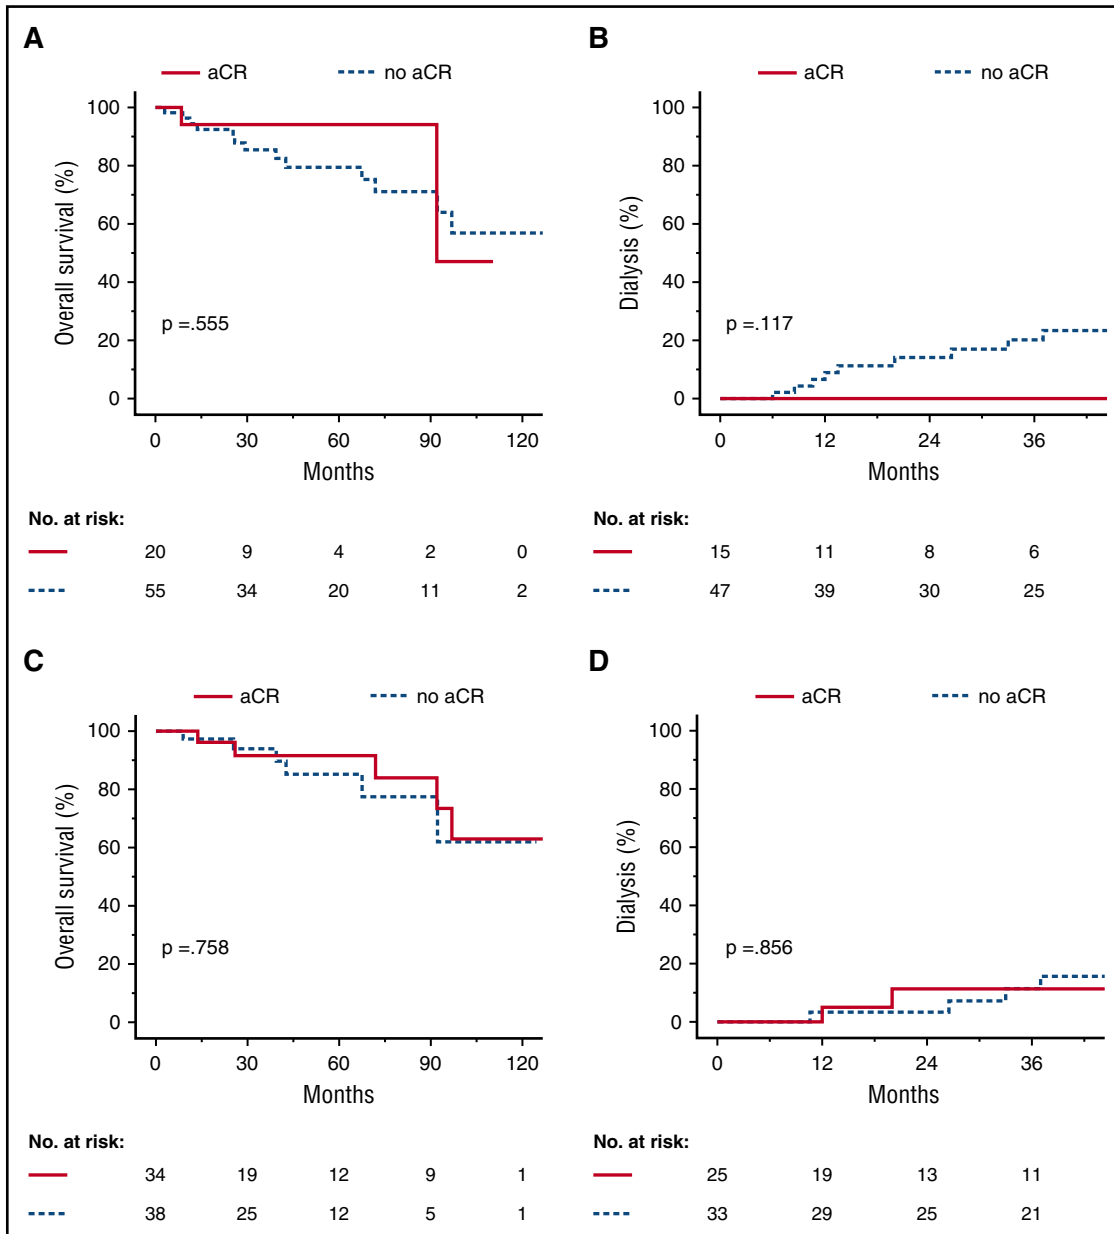 A
aCR no aCR
Overall survival (%)
100
80
60
40
20
0
p =.555
0 30 60 90 120
Months
No. at risk:
20 9 4 2 0
55 34 20 11 2
B
aCR no aCR
Dialysis (%)
100
80
60
40
20
0
p =.117
0 12 24 36
Months
No. at risk:
15 11 8 6
47 39 30 25
C
aCR no aCR
Overall survival (%)
100
80
60
40
20
0
p =.758
0 30 60 90 120
Months
No. at risk:
34 19 12 9 1
38 25 12 5 1
D
aCR no aCR
Dialysis (%)
100
80
60
40
20
0
p =.856
0 12 24 36
Months
No. at risk:
25 19 13 11
33 29 25 21